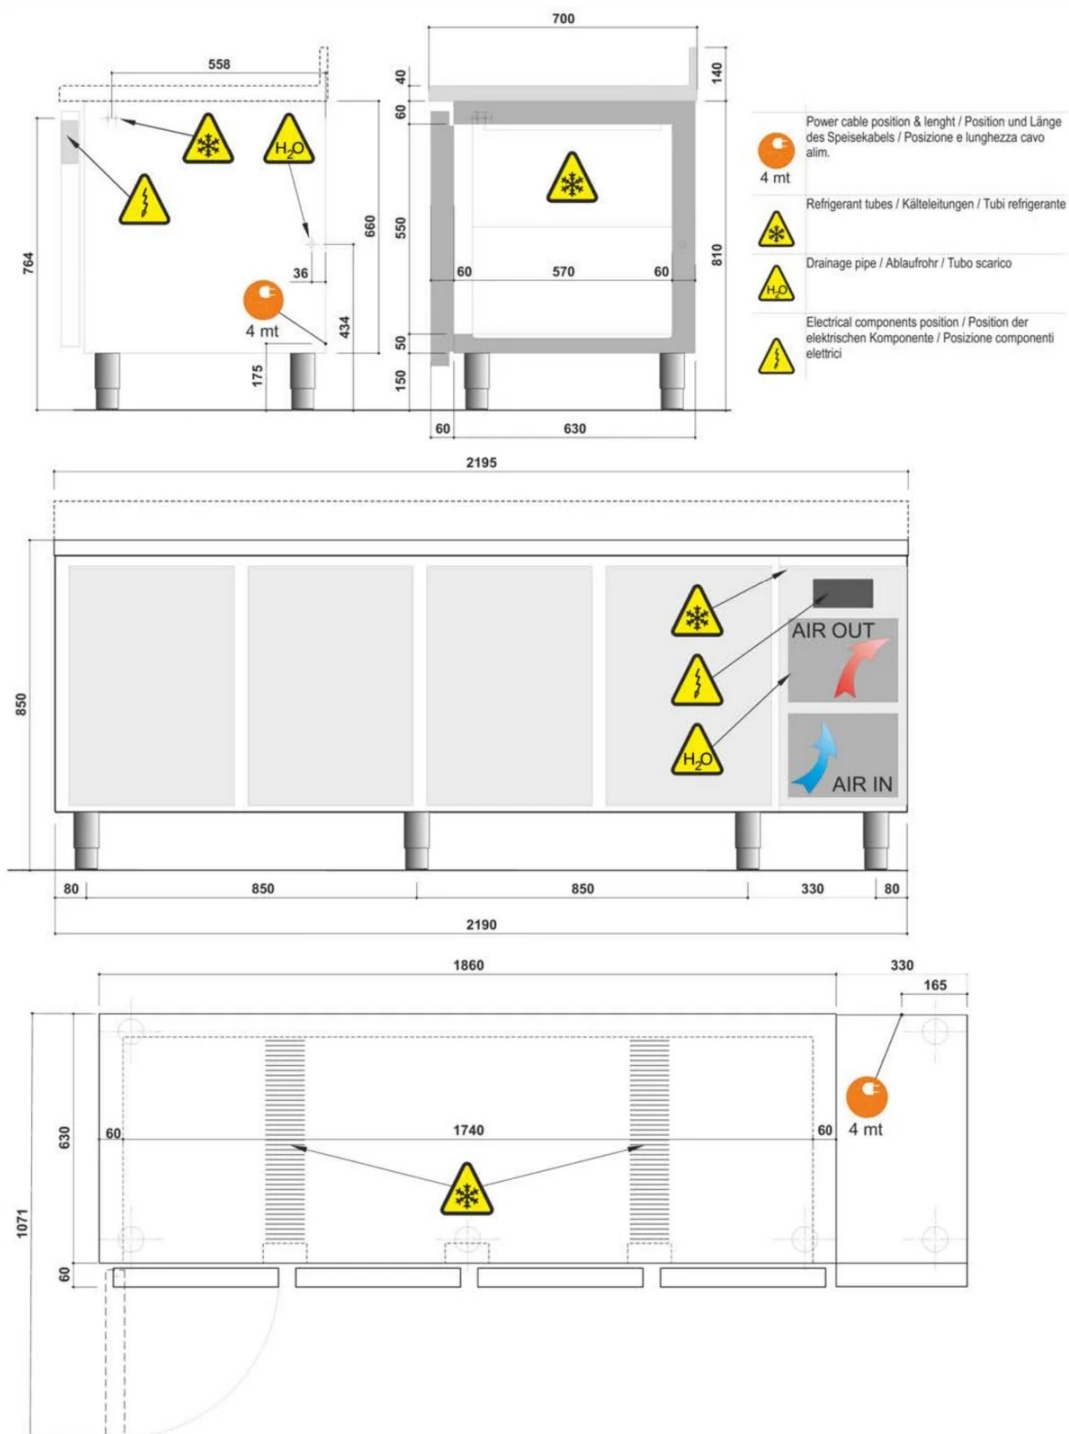 700
558
40
140
60
H₂O
Power cable position & lenght / Position und Länge
des Speisekabels / Posizione e lunghezza cavo
alim.
4 mt
Refrigerant tubes / Kälteleitungen / Tubi refrigerante
660
550
764
810
60
570
60
36
Drainage pipe / Ablaufrohr / Tubo scarico
H₂O
4 mt
434
50
Electrical components position / Position der
elektrischen Komponente / Posizione componenti
elettrici
175
150
60
630
2195
AIR OUT
850
H₂O
AIR IN
80
850
850
330
80
2190
1860
330
165
630
60
1740
60
4 mt
1071
60